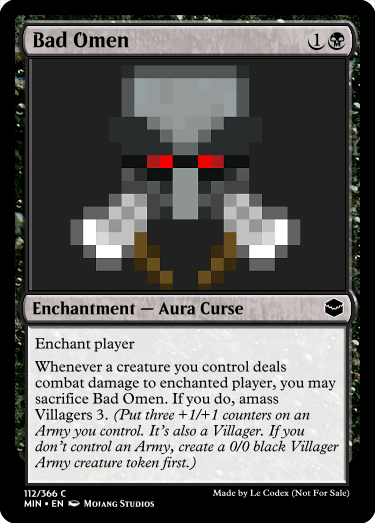 Bad Omen 1
Enchantment — Aura Curse
Enchant player
Whenever a creature you control deals
combat damage to enchanted player, you may
sacrifice Bad Omen. If you do, amass
Villagers 3. (Put three +1/+1 counters on an
Army you control. It's also a Villager. If you
don't control an Army, create a 0/0 black Villager
Army creature token first.)
112/366 C Made by Le Codex (Not For Sale)
MIN • EN Mojang Studios